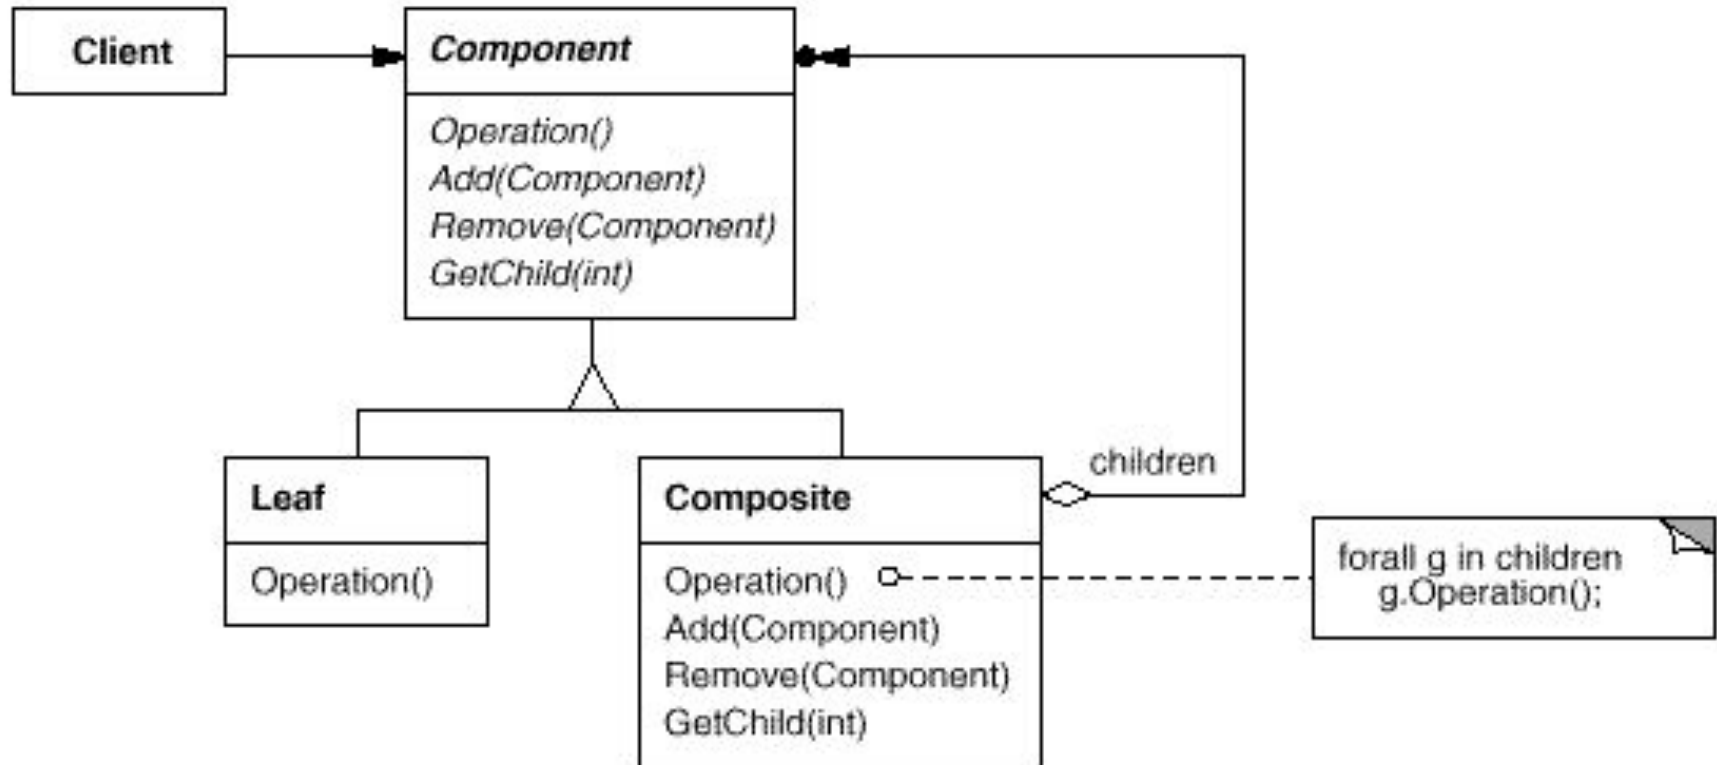 Client
Component
Operation()
Add(Component)
Remove(Component)
GetChild(int)
children
Leaf
Operation()
Composite
Operation()
Add(Component)
Remove(Component)
GetChild(int)
forall g in children
g.Operation();